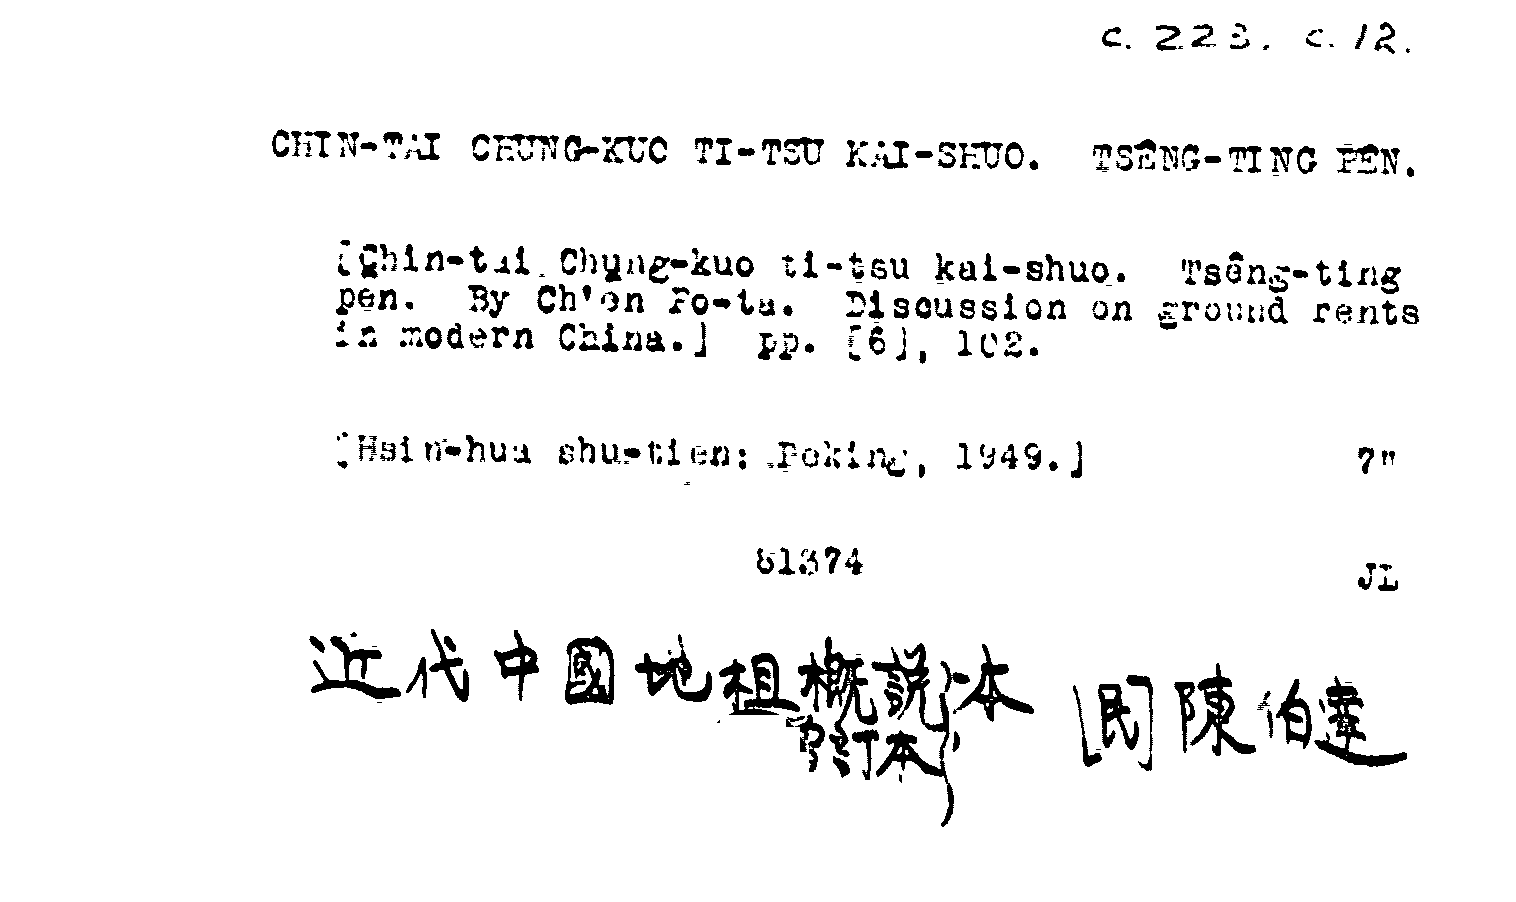 c. 223. c.12.
CHIN-TAI CHUNG-KUO TI-TSU KAI-SHUO. TSÊNG-TING PÊN.
[Chin-tai Chung-kuo ti-tsu kai-shuo. Tsêng-ting
pen. By Ch'en Po-ta. Discussion on ground rents
in modern China.] pp. [6], 102.
[Hsin-hua shu-tien: Peking, 1949.] 7"
51374
JL
近代中國地租概說 本 [民]陳伯達
訂本